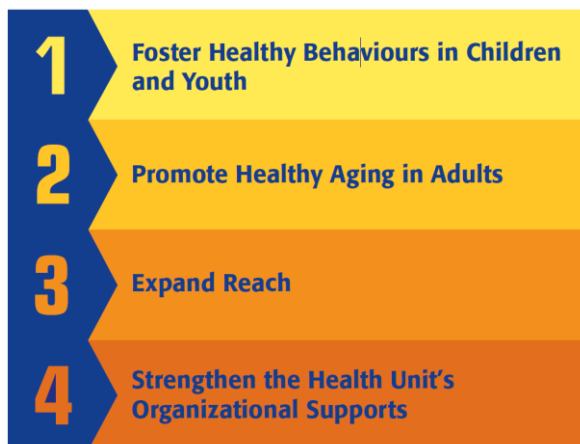 1
Foster Healthy Behaviours in Children
and Youth
2
Promote Healthy Aging in Adults
3
Expand Reach
4
Strengthen the Health Unit's
Organizational Supports